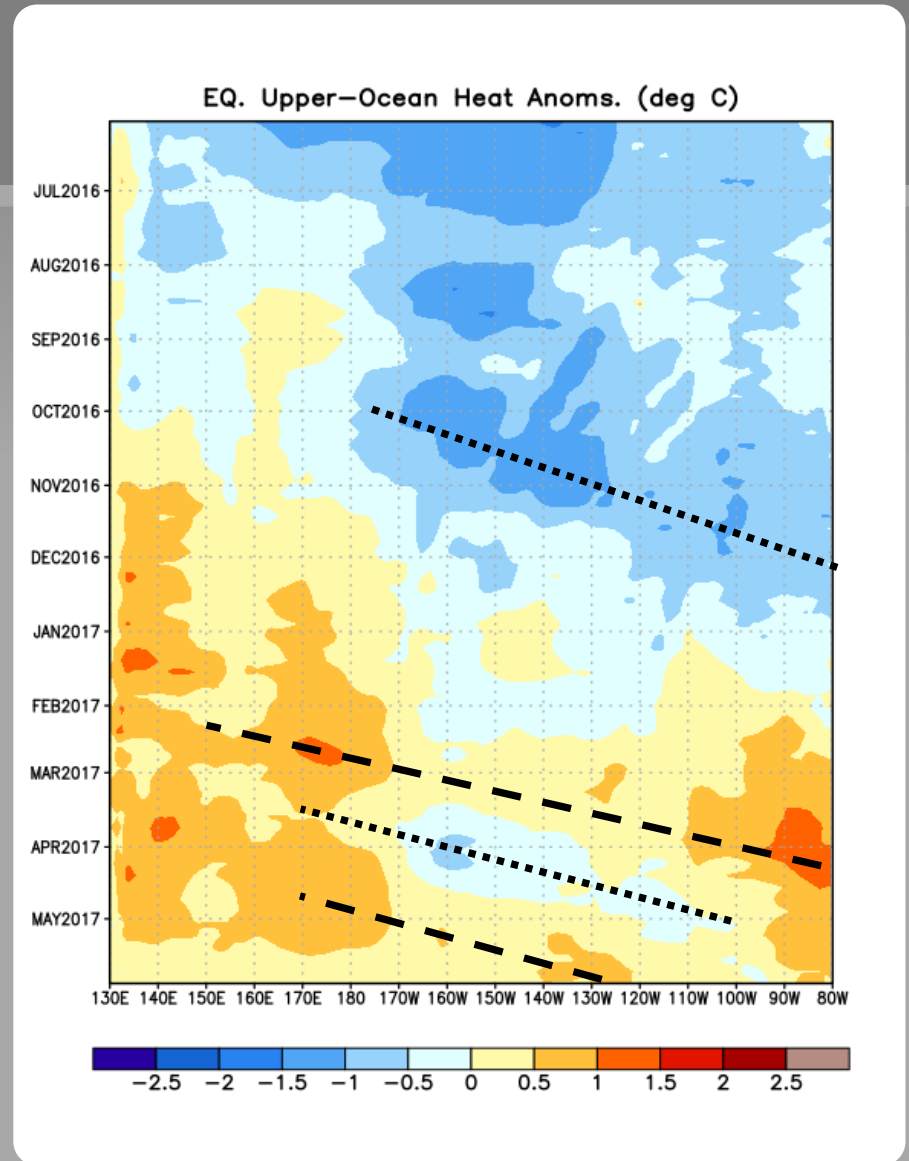 EQ. Upper-Ocean Heat Anoms. (deg C)
JUL2016
AUG2016
SEP2016
OCT2016
NOV2016
DEC2016
JAN2017
FEB2017
MAR2017
APR2017
MAY2017
130E 140E 150E 160E 170E 180 170W 160W 150W 140W 130W 120W 110W 100W 90W 80W
-2.5 -2 -1.5 -1 -0.5 0 0.5 1 1.5 2 2.5